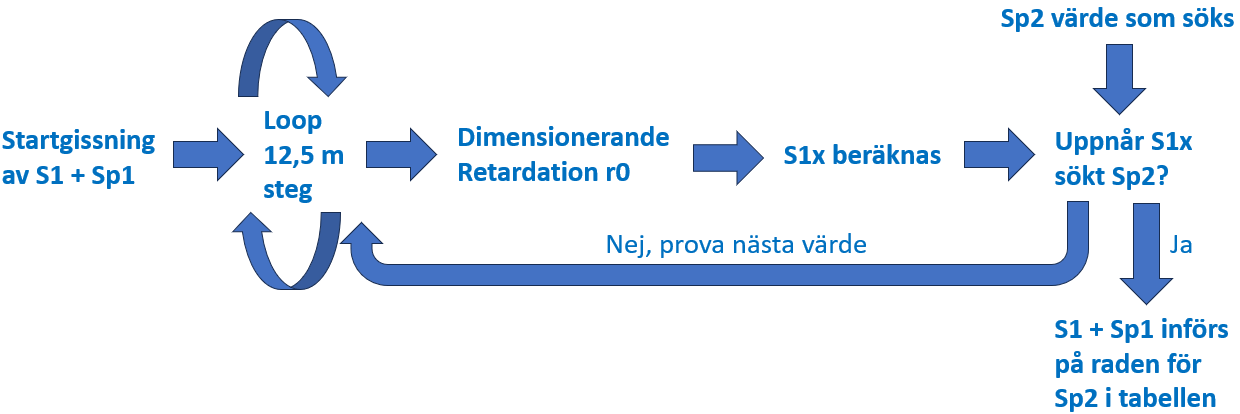 Sp2 värde som söks
Startgissning
av S1 + Sp1
Loop
12,5 m
steg
Dimensionerande
Retardation r0
S1x beräknas
Uppnår S1x
sökt Sp2?
Nej, prova nästa värde
Ja
S1 + Sp1 införs
på raden för
Sp2 i tabellen